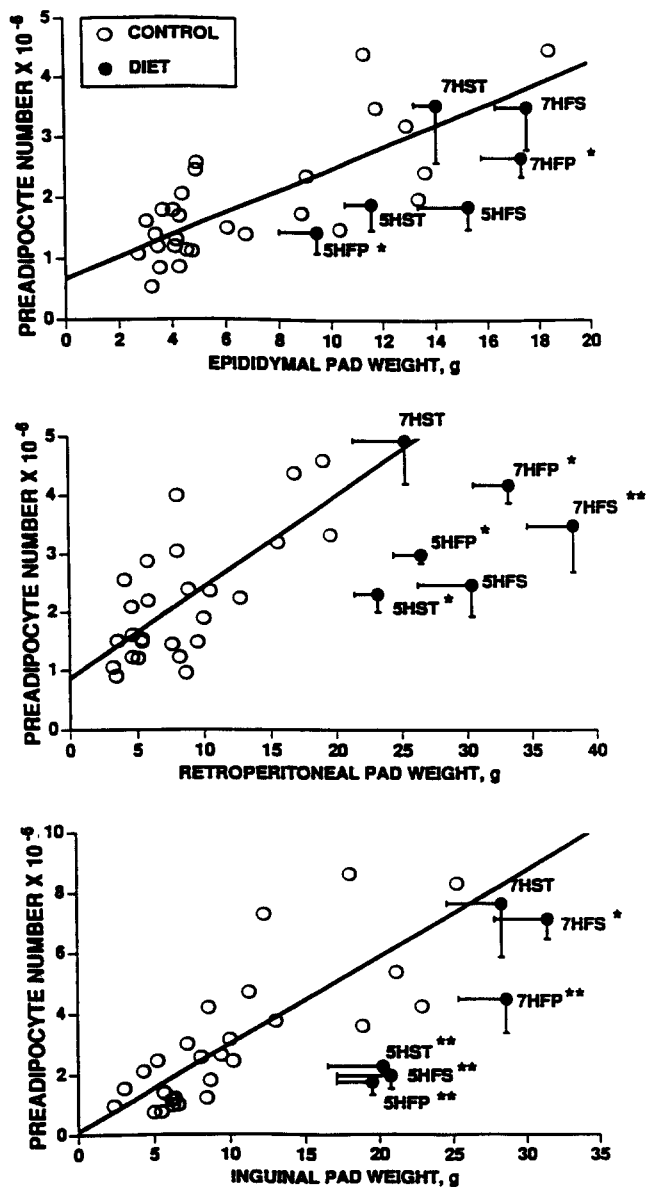 PREADIPOCYTE NUMBER X 10⁻⁶
5
4
3
2
1
0
CONTROL
DIET
7HST
7HFS
7HFP *
5HST
5HFS
5HFP *
0 2 4 6 8 10 12 14 16 18 20
EPIDIDYMAL PAD WEIGHT, g
PREADIPOCYTE NUMBER X 10⁻⁶
5
4
3
2
1
0
7HST
7HFP *
7HFS **
5HFP *
5HFS
5HST *
0 5 10 15 20 25 30 35 40
RETROPERITONEAL PAD WEIGHT, g
PREADIPOCYTE NUMBER X 10⁻⁶
10
8
6
4
2
0
7HST
7HFS *
7HFP **
5HST **
5HFS **
5HFP **
0 5 10 15 20 25 30 35
INGUINAL PAD WEIGHT, g